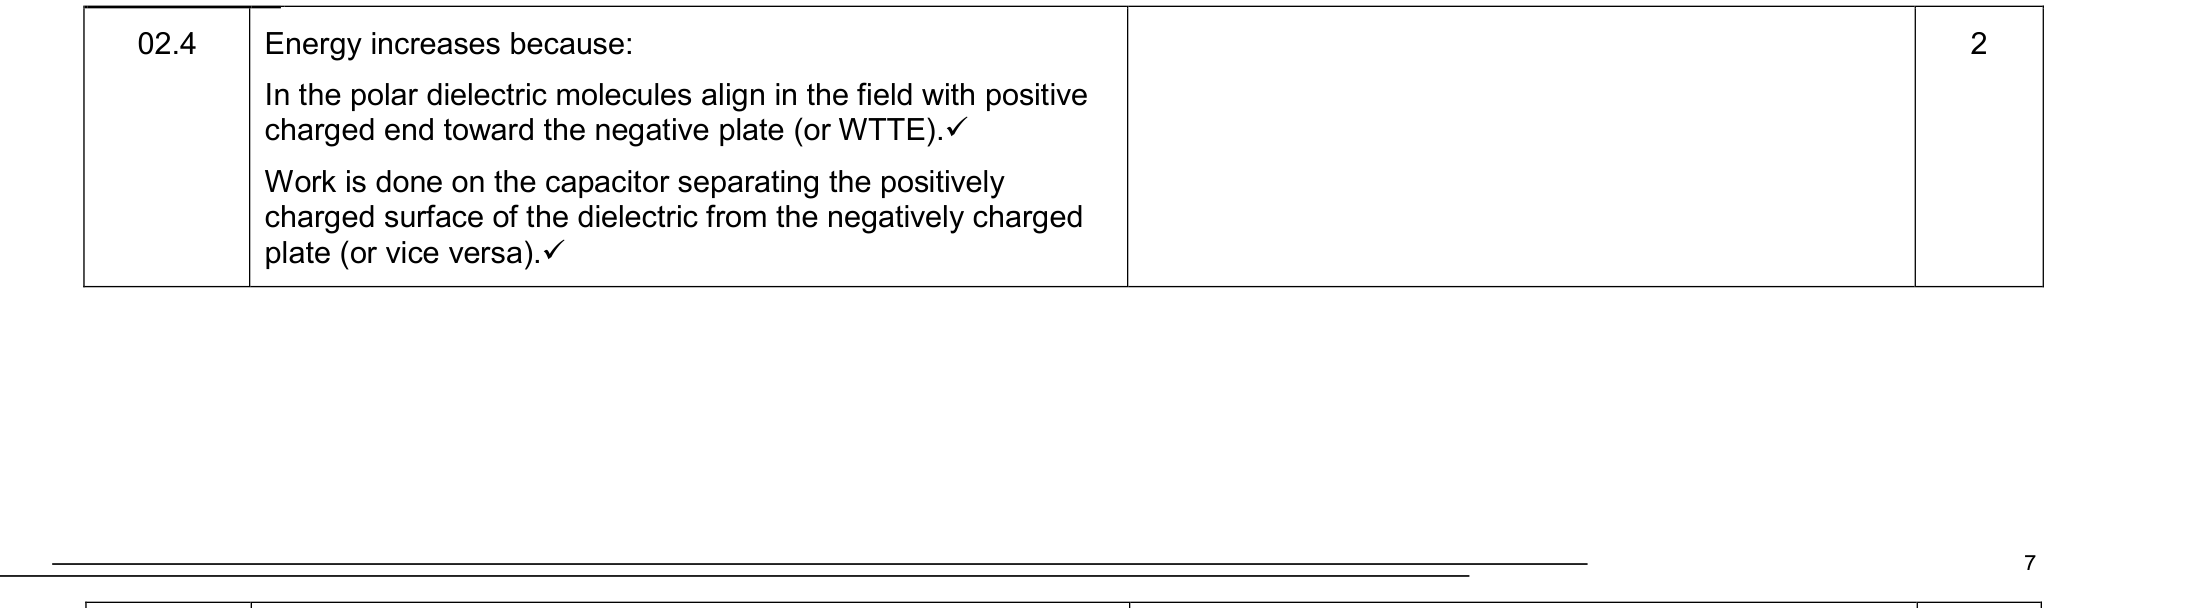 02.4 Energy increases because: 2
In the polar dielectric molecules align in the field with positive
charged end toward the negative plate (or WTTE).✓
Work is done on the capacitor separating the positively
charged surface of the dielectric from the negatively charged
plate (or vice versa).✓
7